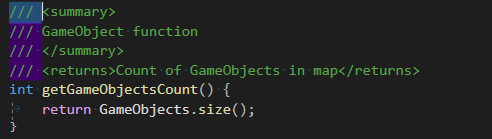 /// <summary>
/// GameObject function
/// </summary>
/// <returns>Count of GameObjects in map</returns>
int getGameObjectsCount() {
    return GameObjects.size();
}